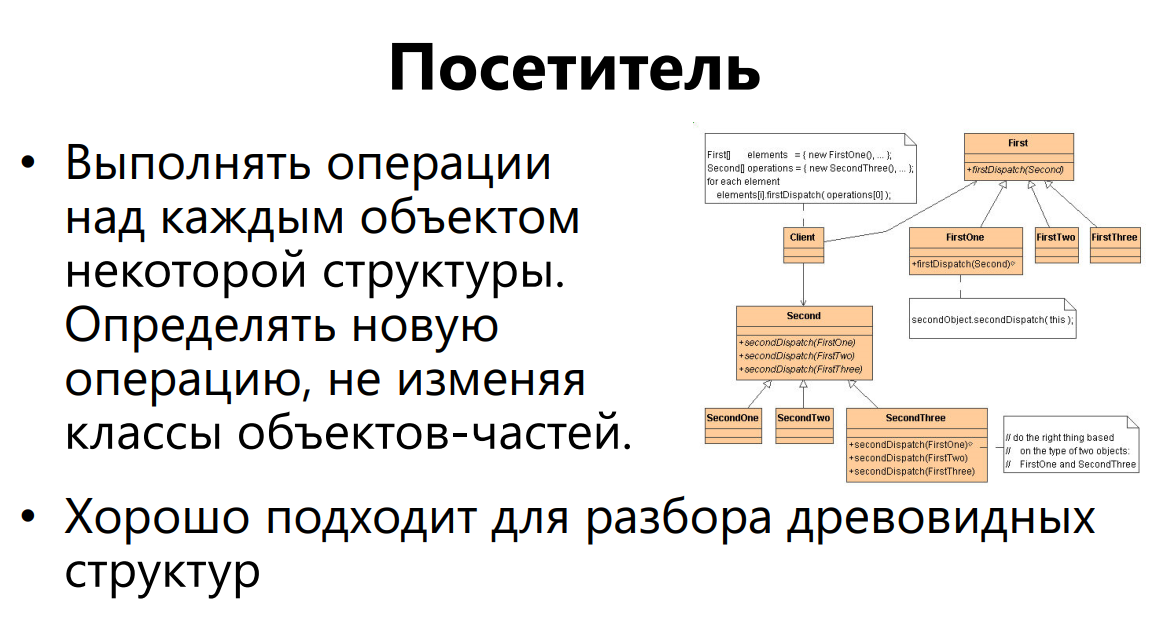 Посетитель
• Выполнять операции
над каждым объектом
некоторой структуры.
Определять новую
операцию, не изменяя
классы объектов-частей.
• Хорошо подходит для разбора древовидных
структур
First[] elements = { new FirstOne(), ... };
Second[] operations = { new SecondThree(), ... };
for each element
elements[i].firstDispatch( operations[0] );
First
+firstDispatch(Second)
Client
FirstOne
+firstDispatch(Second)
FirstTwo
FirstThree
secondObject.secondDispatch( this );
Second
+secondDispatch(FirstOne)
+secondDispatch(FirstTwo)
+secondDispatch(FirstThree)
SecondOne
SecondTwo
SecondThree
+secondDispatch(FirstOne)
+secondDispatch(FirstTwo)
+secondDispatch(FirstThree)
// do the right thing based
// on the type of two objects:
// FirstOne and SecondThree